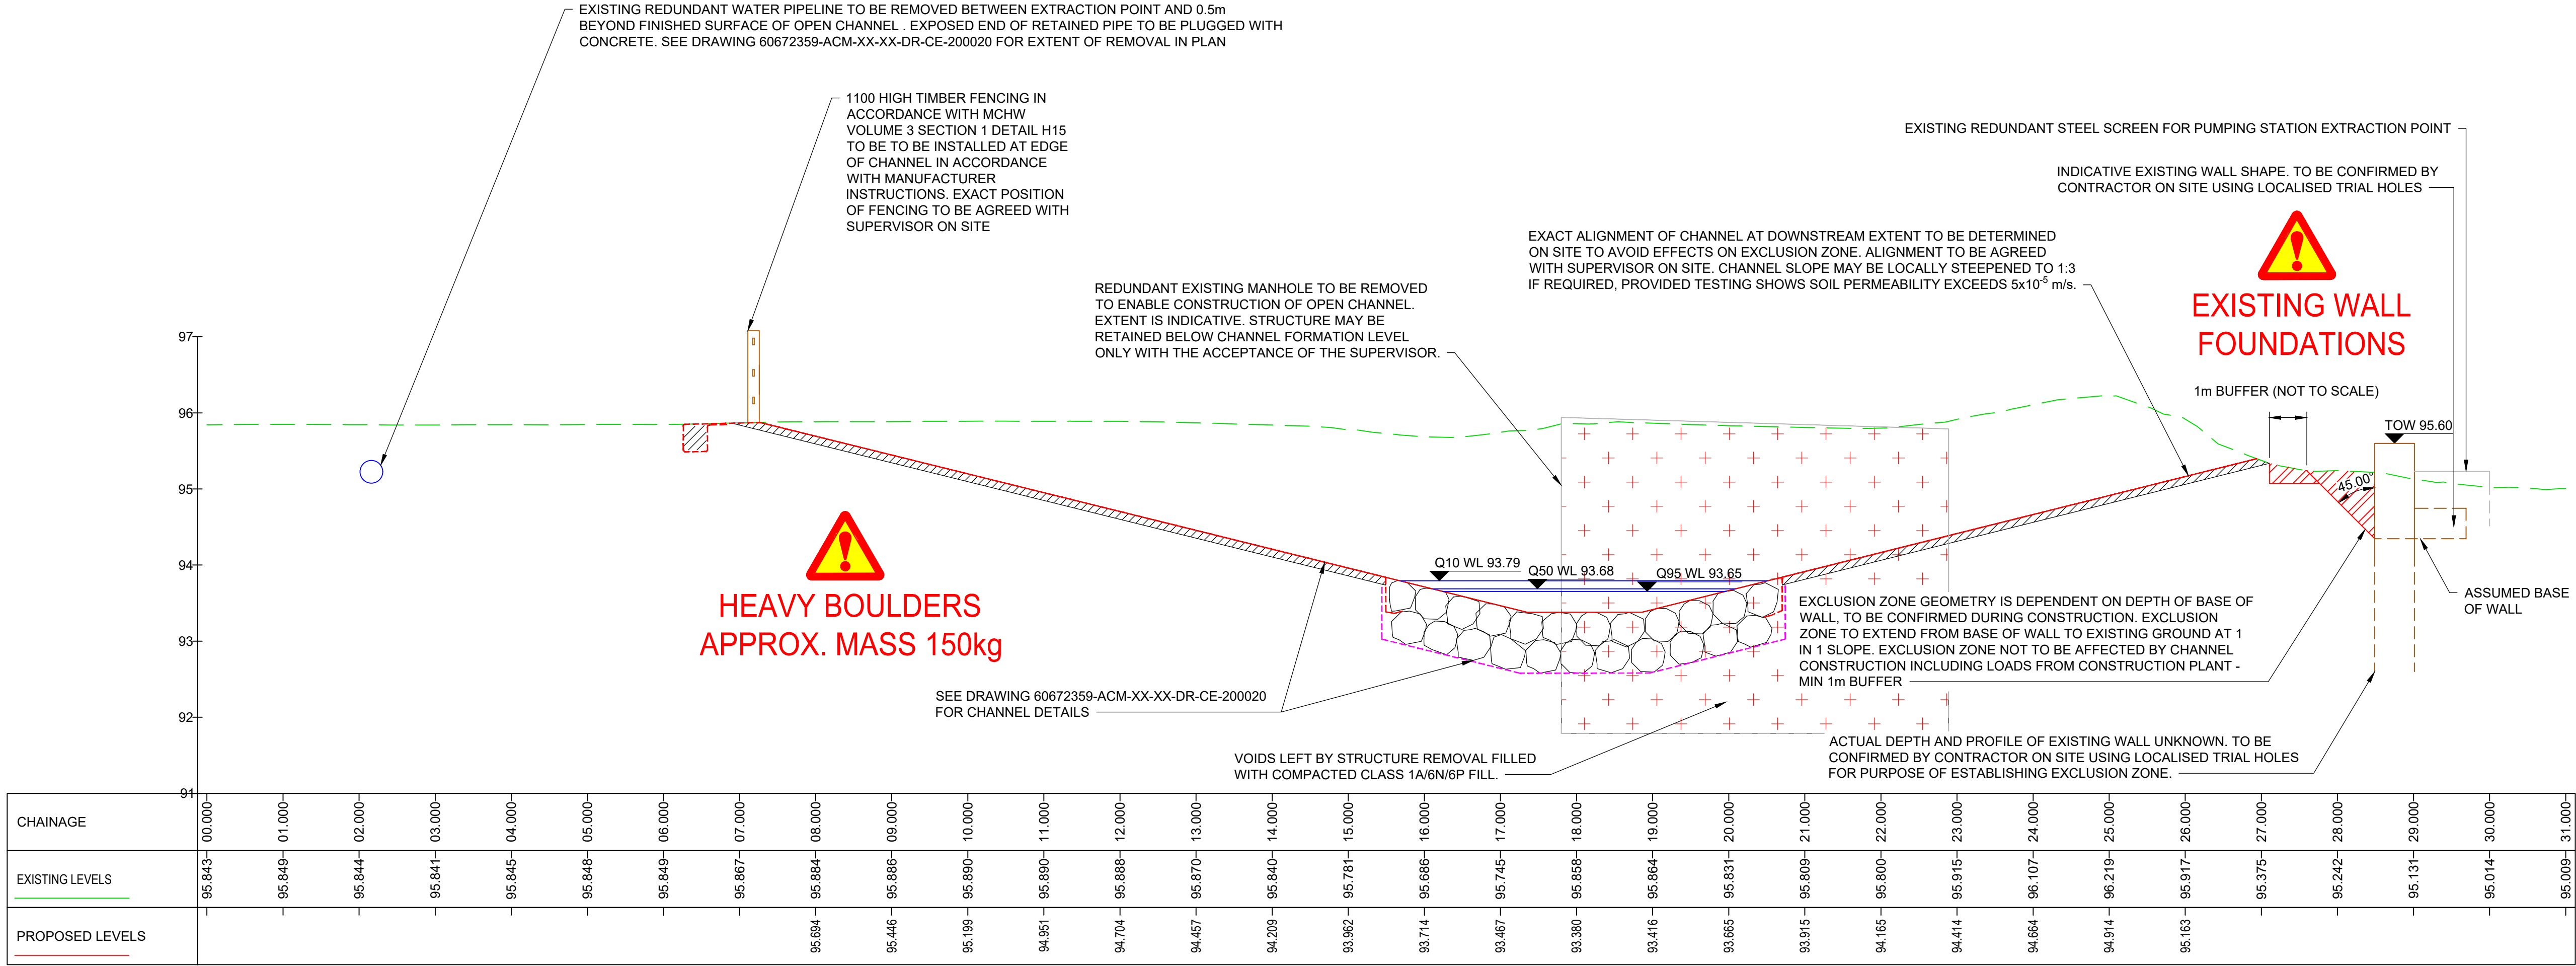 EXISTING REDUNDANT WATER PIPELINE TO BE REMOVED BETWEEN EXTRACTION POINT AND 0.5m
BEYOND FINISHED SURFACE OF OPEN CHANNEL . EXPOSED END OF RETAINED PIPE TO BE PLUGGED WITH
CONCRETE. SEE DRAWING 60672359-ACM-XX-XX-DR-CE-200020 FOR EXTENT OF REMOVAL IN PLAN
1100 HIGH TIMBER FENCING IN
ACCORDANCE WITH MCHW
VOLUME 3 SECTION 1 DETAIL H15
TO BE TO BE INSTALLED AT EDGE
OF CHANNEL IN ACCORDANCE
WITH MANUFACTURER
INSTRUCTIONS. EXACT POSITION
OF FENCING TO BE AGREED WITH
SUPERVISOR ON SITE
EXISTING REDUNDANT STEEL SCREEN FOR PUMPING STATION EXTRACTION POINT
INDICATIVE EXISTING WALL SHAPE. TO BE CONFIRMED BY
CONTRACTOR ON SITE USING LOCALISED TRIAL HOLES
EXACT ALIGNMENT OF CHANNEL AT DOWNSTREAM EXTENT TO BE DETERMINED
ON SITE TO AVOID EFFECTS ON EXCLUSION ZONE. ALIGNMENT TO BE AGREED
WITH SUPERVISOR ON SITE. CHANNEL SLOPE MAY BE LOCALLY STEEPENED TO 1:3
IF REQUIRED, PROVIDED TESTING SHOWS SOIL PERMEABILITY EXCEEDS 5x10⁻⁵ m/s.
REDUNDANT EXISTING MANHOLE TO BE REMOVED
TO ENABLE CONSTRUCTION OF OPEN CHANNEL.
EXTENT IS INDICATIVE. STRUCTURE MAY BE
RETAINED BELOW CHANNEL FORMATION LEVEL
ONLY WITH THE ACCEPTANCE OF THE SUPERVISOR.
!
EXISTING WALL
FOUNDATIONS
1m BUFFER (NOT TO SCALE)
TOW 95.60
45.00°
97
96
95
94
93
92
91
!
HEAVY BOULDERS
APPROX. MASS 150kg
Q10 WL 93.79
Q50 WL 93.68
Q95 WL 93.65
ASSUMED BASE
OF WALL
EXCLUSION ZONE GEOMETRY IS DEPENDENT ON DEPTH OF BASE OF
WALL, TO BE CONFIRMED DURING CONSTRUCTION. EXCLUSION
ZONE TO EXTEND FROM BASE OF WALL TO EXISTING GROUND AT 1
IN 1 SLOPE. EXCLUSION ZONE NOT TO BE AFFECTED BY CHANNEL
CONSTRUCTION INCLUDING LOADS FROM CONSTRUCTION PLANT -
MIN 1m BUFFER
SEE DRAWING 60672359-ACM-XX-XX-DR-CE-200020
FOR CHANNEL DETAILS
VOIDS LEFT BY STRUCTURE REMOVAL FILLED
WITH COMPACTED CLASS 1A/6N/6P FILL.
ACTUAL DEPTH AND PROFILE OF EXISTING WALL UNKNOWN. TO BE
CONFIRMED BY CONTRACTOR ON SITE USING LOCALISED TRIAL HOLES
FOR PURPOSE OF ESTABLISHING EXCLUSION ZONE.
CHAINAGE 00.000 01.000 02.000 03.000 04.000 05.000 06.000 07.000 08.000 09.000 10.000 11.000 12.000 13.000 14.000 15.000 16.000 17.000 18.000 19.000 20.000 21.000 22.000 23.000 24.000 25.000 26.000 27.000 28.000 29.000 30.000 31.000
EXISTING LEVELS 95.843 95.849 95.844 95.841 95.845 95.848 95.849 95.867 95.884 95.886 95.890 95.890 95.888 95.870 95.840 95.781 95.686 95.745 95.858 95.864 95.831 95.809 95.800 95.915 96.107 96.219 95.917 95.375 95.242 95.131 95.014 95.009
PROPOSED LEVELS 95.694 95.446 95.199 94.951 94.704 94.457 94.209 93.962 93.714 93.467 93.380 93.416 93.665 93.915 94.165 94.414 94.664 94.914 95.163